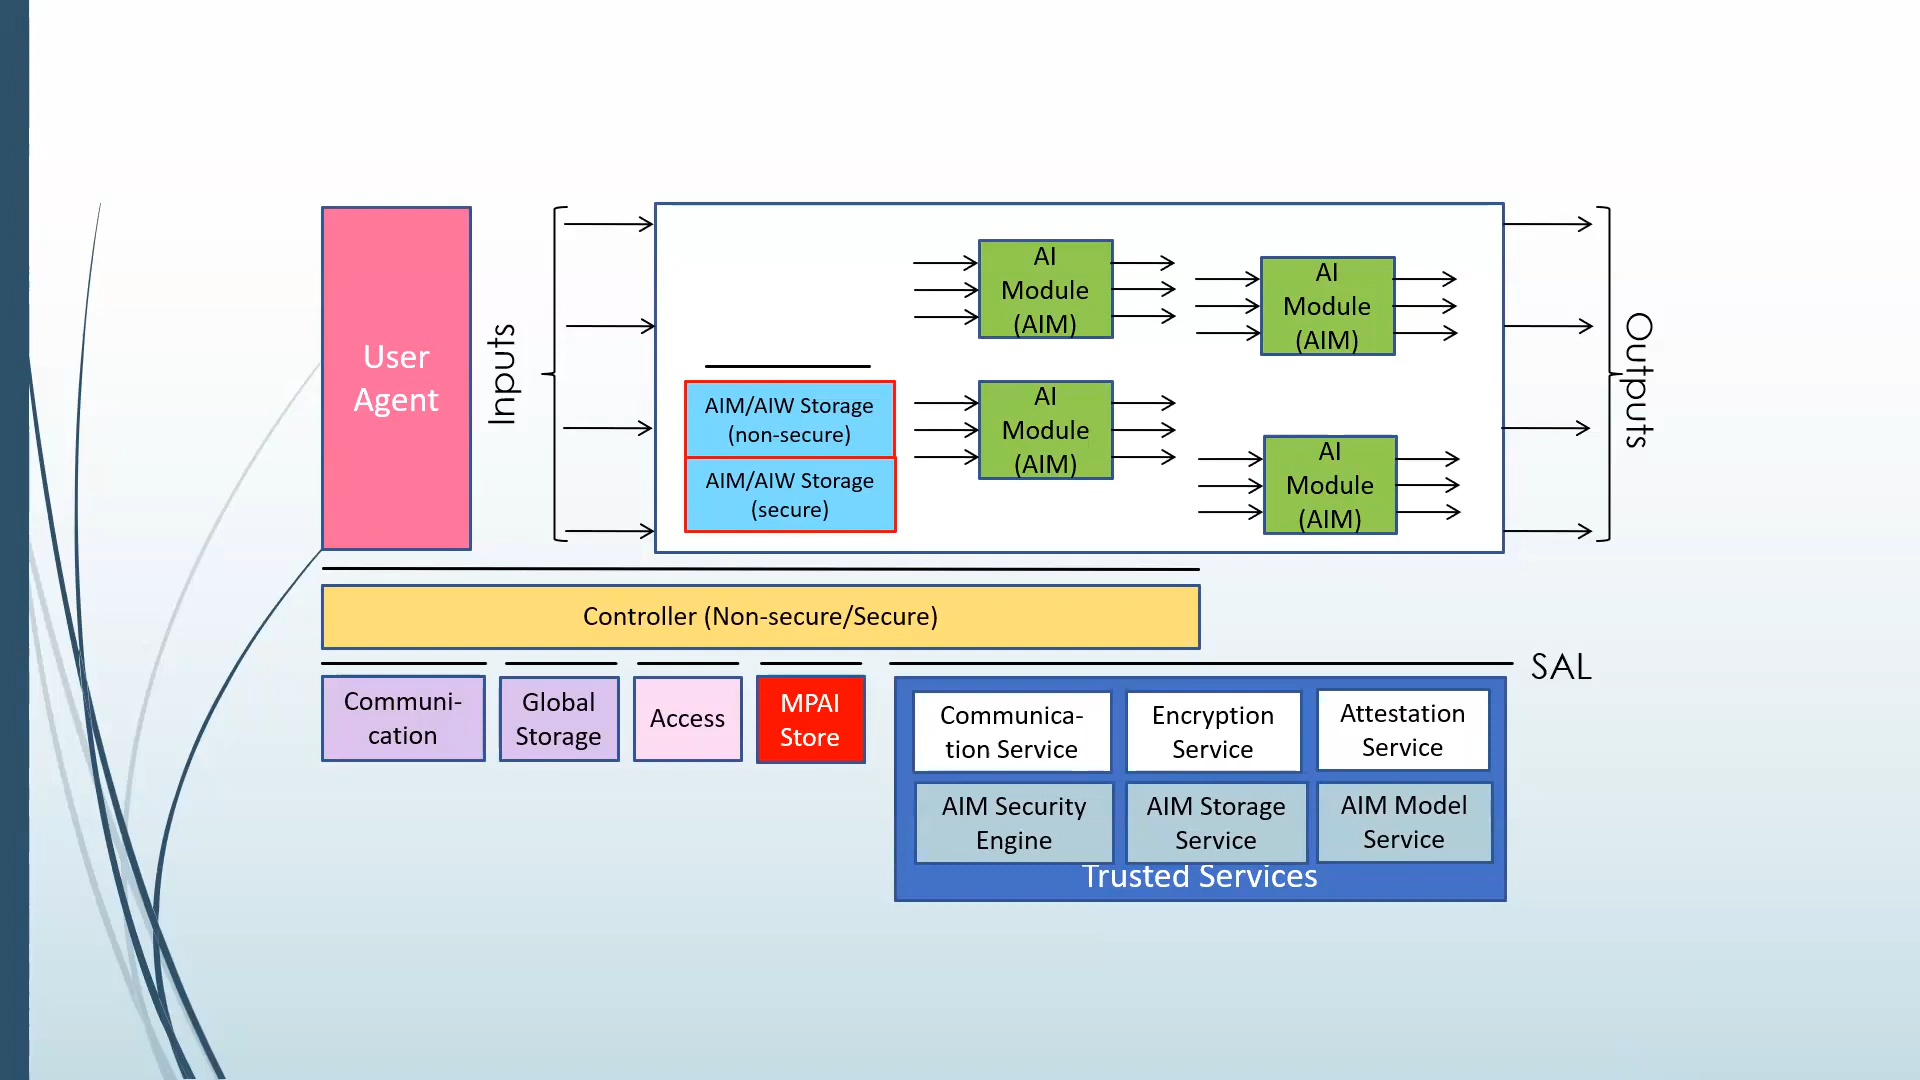 User
Agent
Inputs
AI
Module
(AIM)
AI
Module
(AIM)
AIM/AIW Storage
(non-secure)
AIM/AIW Storage
(secure)
AI
Module
(AIM)
AI
Module
(AIM)
Outputs
Controller (Non-secure/Secure)
SAL
Communi-
cation
Global
Storage
Access
MPAI
Store
Communica-
tion Service
Encryption
Service
Attestation
Service
AIM Security
Engine
AIM Storage
Service
AIM Model
Service
Trusted Services